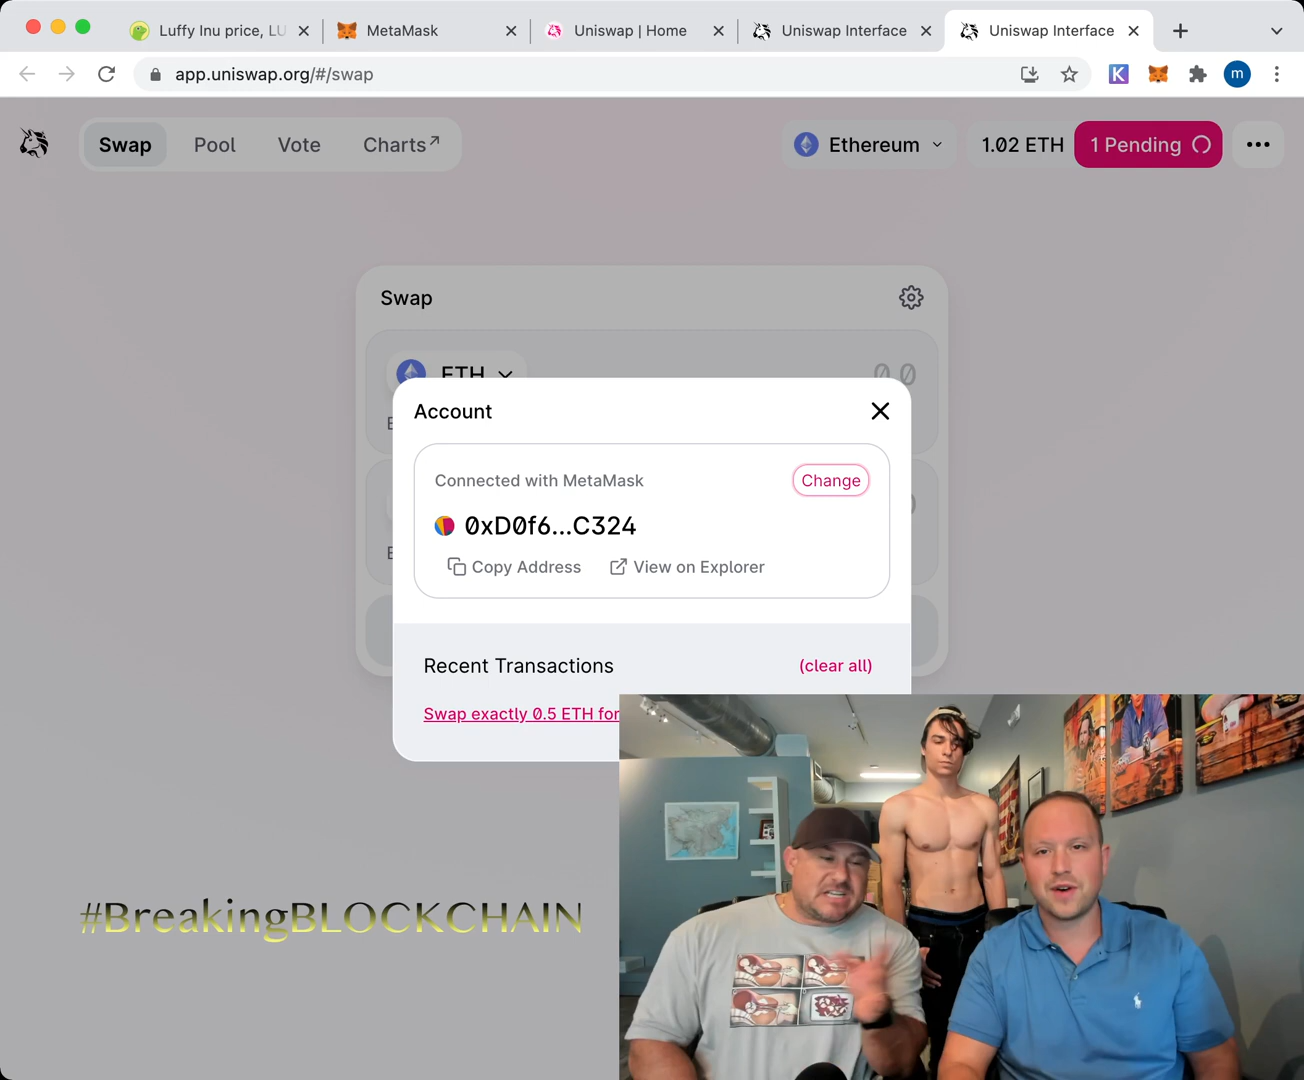 Luffy Inu price, LU
MetaMask
Uniswap | Home
Uniswap Interface
Uniswap Interface
app.uniswap.org/#/swap
K
m
Swap
Pool
Vote
Charts↗
Ethereum
1.02 ETH
1 Pending
Swap
ETH
0.0
Account
Connected with MetaMask
Change
0xD0f6...C324
Copy Address
View on Explorer
Recent Transactions
(clear all)
Swap exactly 0.5 ETH for
#BreakingBLOCKCHAIN